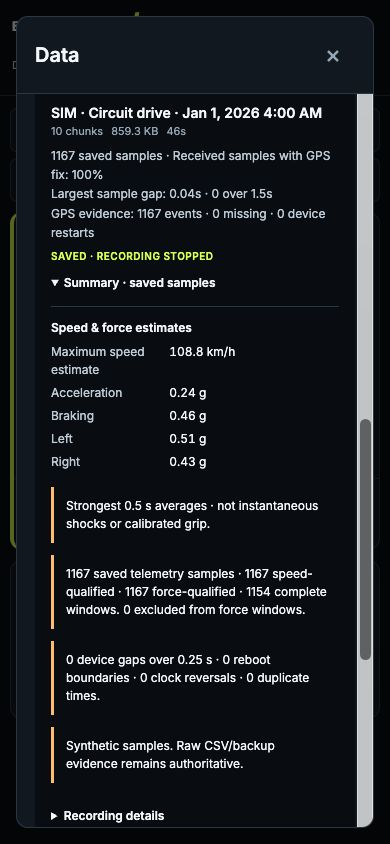 Data
×
SIM · Circuit drive · Jan 1, 2026 4:00 AM
10 chunks 859.3 KB 46s
1167 saved samples · Received samples with GPS
fix: 100%
Largest sample gap: 0.04s · 0 over 1.5s
GPS evidence: 1167 events · 0 missing · 0 device
restarts
SAVED · RECORDING STOPPED
▼ Summary · saved samples
Speed & force estimates
Maximum speed 108.8 km/h
estimate
Acceleration 0.24 g
Braking 0.46 g
Left 0.51 g
Right 0.43 g
Strongest 0.5 s averages · not instantaneous
shocks or calibrated grip.
1167 saved telemetry samples · 1167 speed-
qualified · 1167 force-qualified · 1154 complete
windows. 0 excluded from force windows.
0 device gaps over 0.25 s · 0 reboot
boundaries · 0 clock reversals · 0 duplicate
times.
Synthetic samples. Raw CSV/backup
evidence remains authoritative.
▶ Recording details